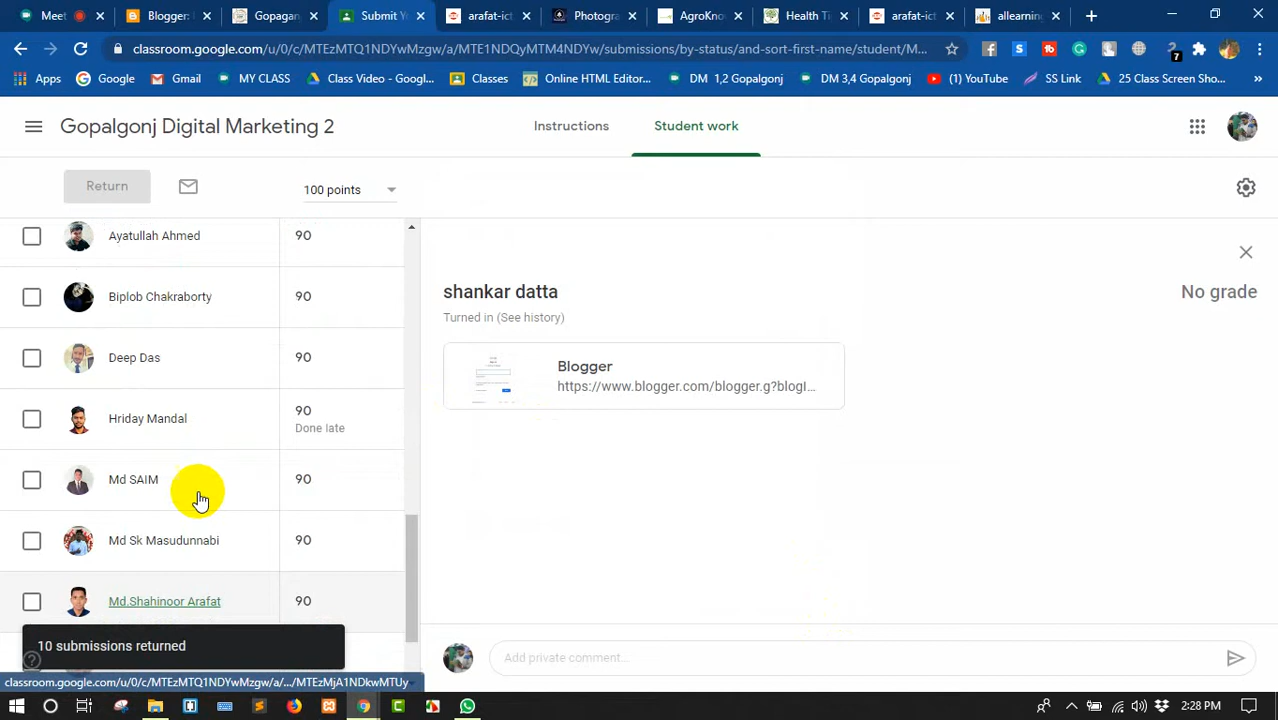 Meet
Blogger:
Gopagan
Submit Y
arafat-ict
Photogra
AgroKno
Health Ti
arafat-ict
allearning
classroom.google.com/u/0/c/MTEzMTQ1NDYwMzgw/a/MTE1NDQyMTM4NDYw/submissions/by-status/and-sort-first-name/student/M...
7
Apps
Google
Gmail
MY CLASS
Class Video - Googl...
Classes
Online HTML Editor...
DM 1,2 Gopalgonj
DM 3,4 Gopalgonj
(1) YouTube
SS Link
25 Class Screen Sho...
»
Gopalgonj Digital Marketing 2
Instructions
Student work
Return
100 points
Ayatullah Ahmed
90
Biplob Chakraborty
90
Deep Das
90
Hriday Mandal
90
Done late
Md SAIM
90
Md Sk Masudunnabi
90
Md.Shahinoor Arafat
90
10 submissions returned
classroom.google.com/u/0/c/MTEzMTQ1NDYwMzgw/a/.../MTEzMjA1NDkwMTUy
shankar datta
No grade
Turned in (See history)
Blogger
https://www.blogger.com/blogger.g?blogI...
Add private comment...
2:28 PM